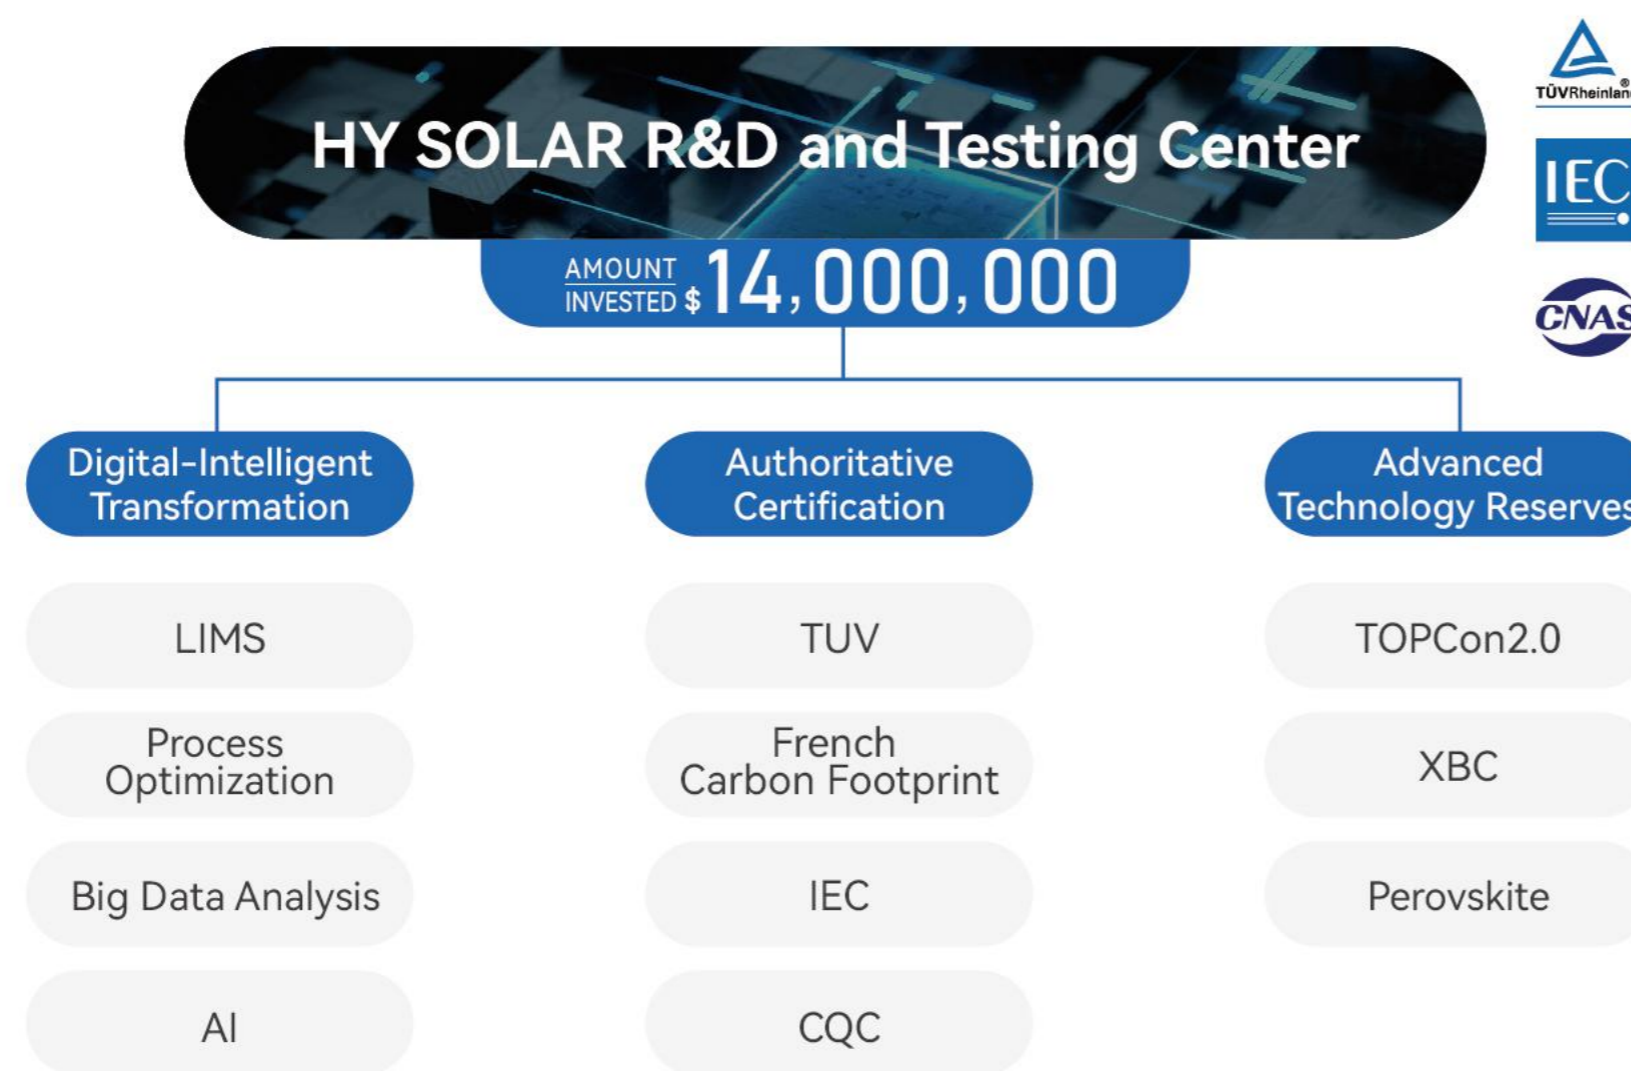 HY SOLAR R&D and Testing Center
AMOUNT
INVESTED $ 14,000,000
TÜVRheinland®
IEC
CNAS
Digital-Intelligent
Transformation
LIMS
Process
Optimization
Big Data Analysis
AI
Authoritative
Certification
TUV
French
Carbon Footprint
IEC
CQC
Advanced
Technology Reserves
TOPCon2.0
XBC
Perovskite